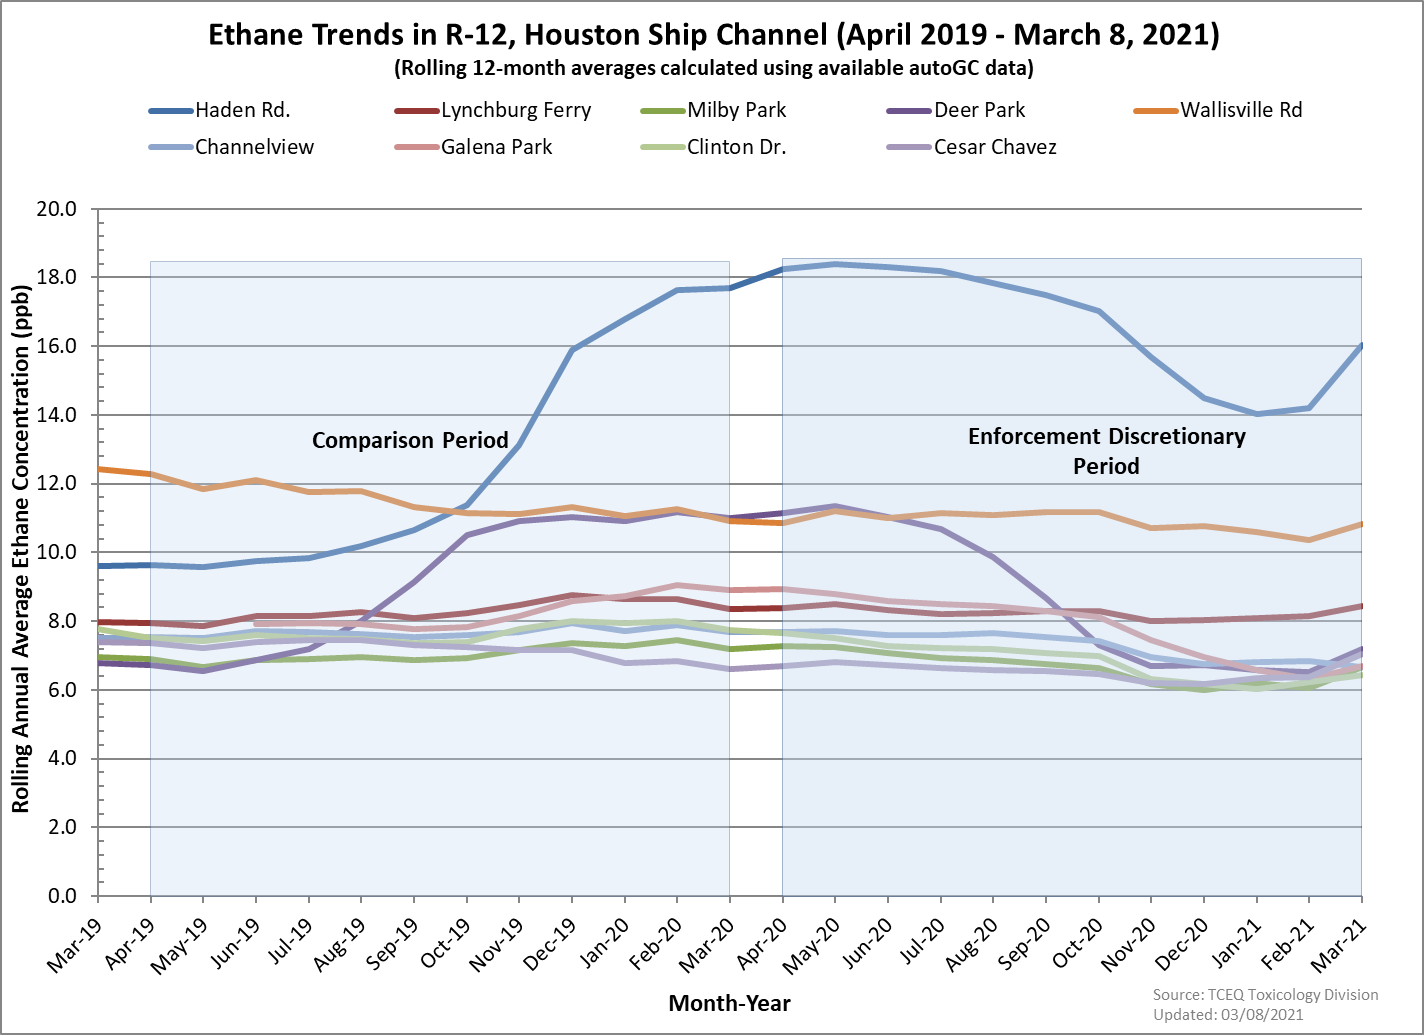 Ethane Trends in R-12, Houston Ship Channel (April 2019 - March 8, 2021)
(Rolling 12-month averages calculated using available autoGC data)
Haden Rd. Lynchburg Ferry Milby Park Deer Park Wallisville Rd
Channelview Galena Park Clinton Dr. Cesar Chavez
Rolling Annual Average Ethane Concentration (ppb)
20.0
18.0
16.0
14.0
12.0
10.0
8.0
6.0
4.0
2.0
0.0
Comparison Period
Enforcement Discretionary
Period
Mar-19 Apr-19 May-19 Jun-19 Jul-19 Aug-19 Sep-19 Oct-19 Nov-19 Dec-19 Jan-20 Feb-20 Mar-20 Apr-20 May-20 Jun-20 Jul-20 Aug-20 Sep-20 Oct-20 Nov-20 Dec-20 Jan-21 Feb-21 Mar-21
Month-Year
Source: TCEQ Toxicology Division
Updated: 03/08/2021